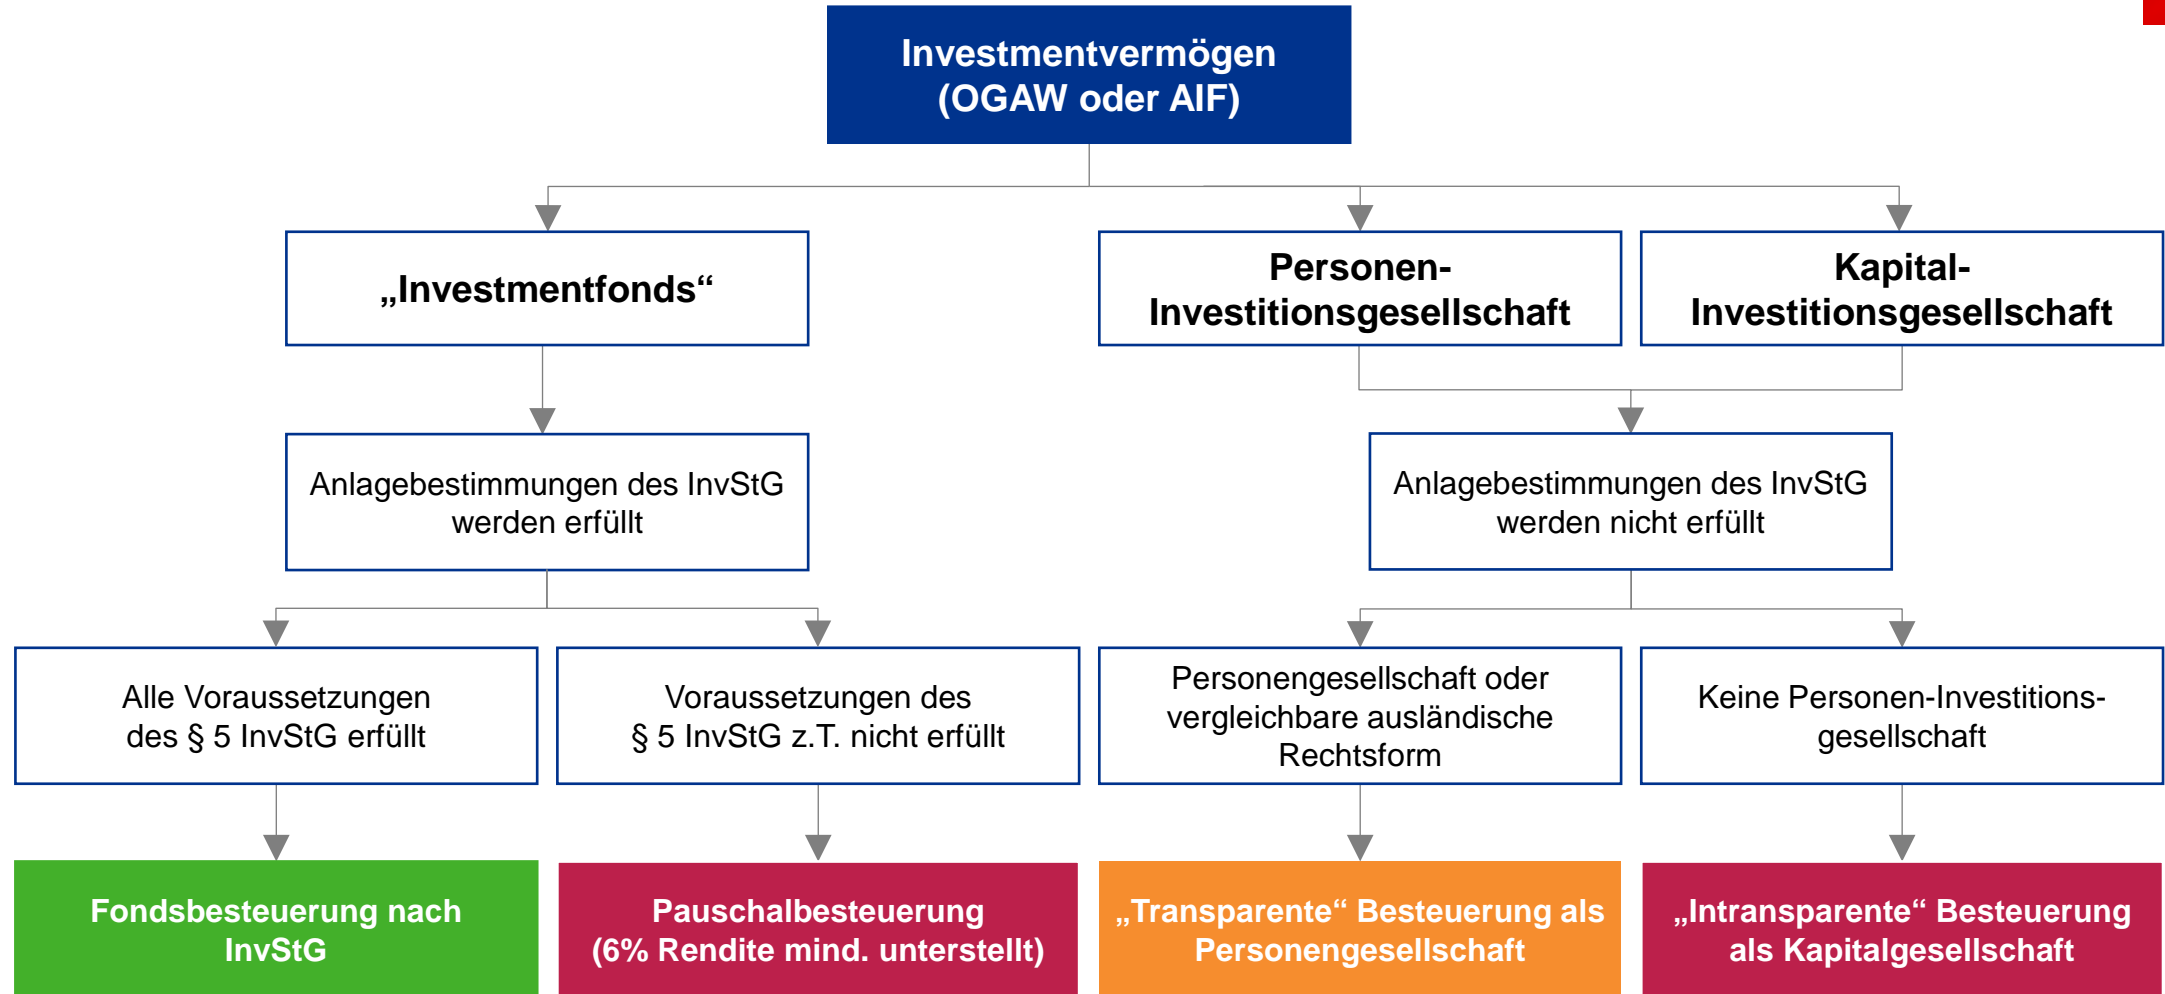 Investmentvermögen
(OGAW oder AIF)
„Investmentfonds“
Personen-
Investitionsgesellschaft
Kapital-
Investitionsgesellschaft
Anlagebestimmungen des InvStG
werden erfüllt
Anlagebestimmungen des InvStG
werden nicht erfüllt
Alle Voraussetzungen
des § 5 InvStG erfüllt
Voraussetzungen des
§ 5 InvStG z.T. nicht erfüllt
Personengesellschaft oder
vergleichbare ausländische
Rechtsform
Keine Personen-Investitions-
gesellschaft
Fondsbesteuerung nach
InvStG
Pauschalbesteuerung
(6% Rendite mind. unterstellt)
„Transparente“ Besteuerung als
Personengesellschaft
„Intransparente“ Besteuerung
als Kapitalgesellschaft